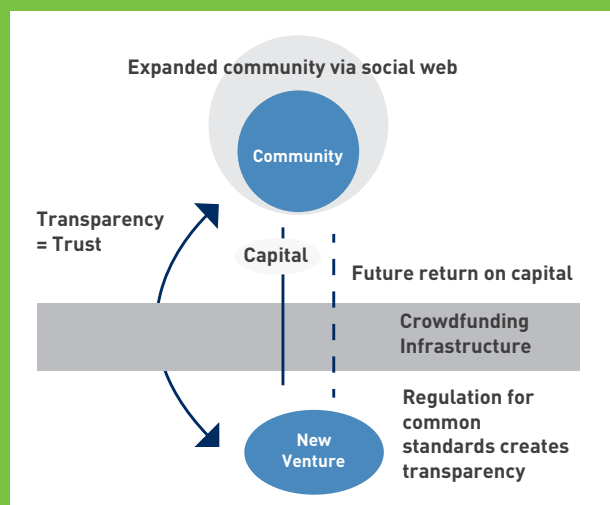 Expanded community via social web
Community
Transparency
= Trust
Capital
Future return on capital
Crowdfunding
Infrastructure
Regulation for
common
standards creates
transparency
New
Venture